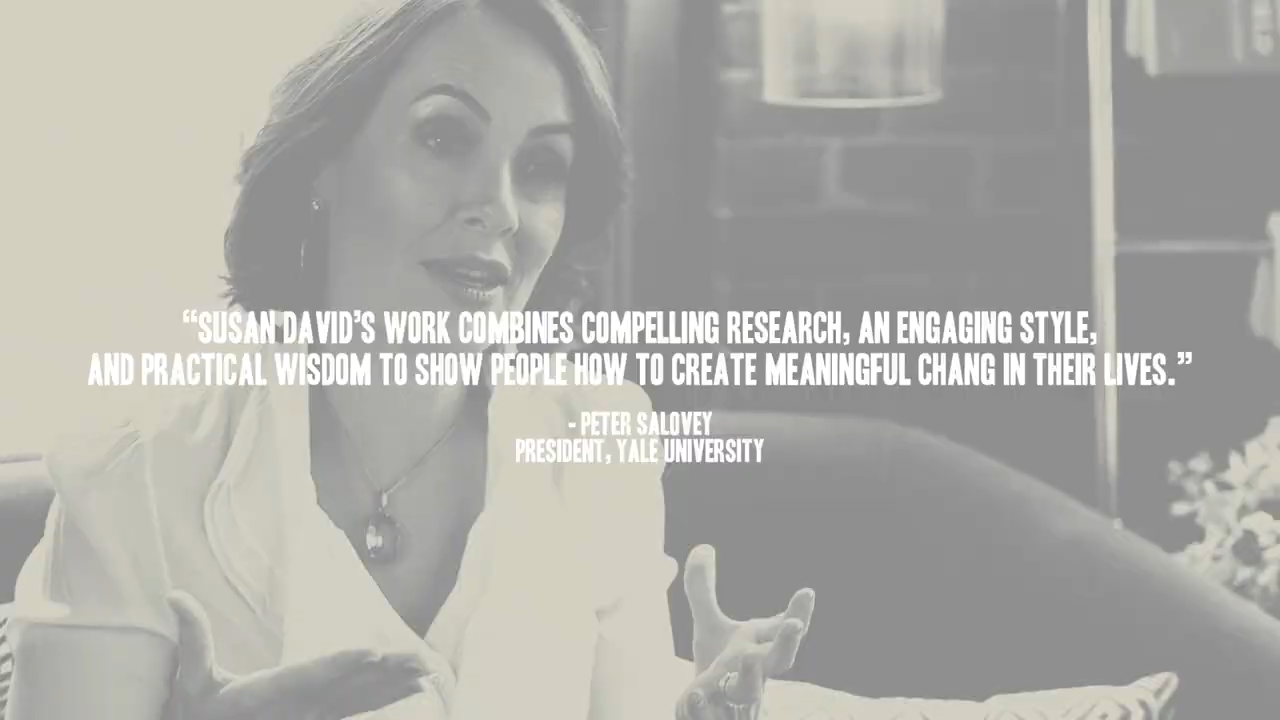 “SUSAN DAVID’S WORK COMBINES COMPELLING RESEARCH, AN ENGAGING STYLE,
AND PRACTICAL WISDOM TO SHOW PEOPLE HOW TO CREATE MEANINGFUL CHANG IN THEIR LIVES.”
- PETER SALOVEY
PRESIDENT, YALE UNIVERSITY